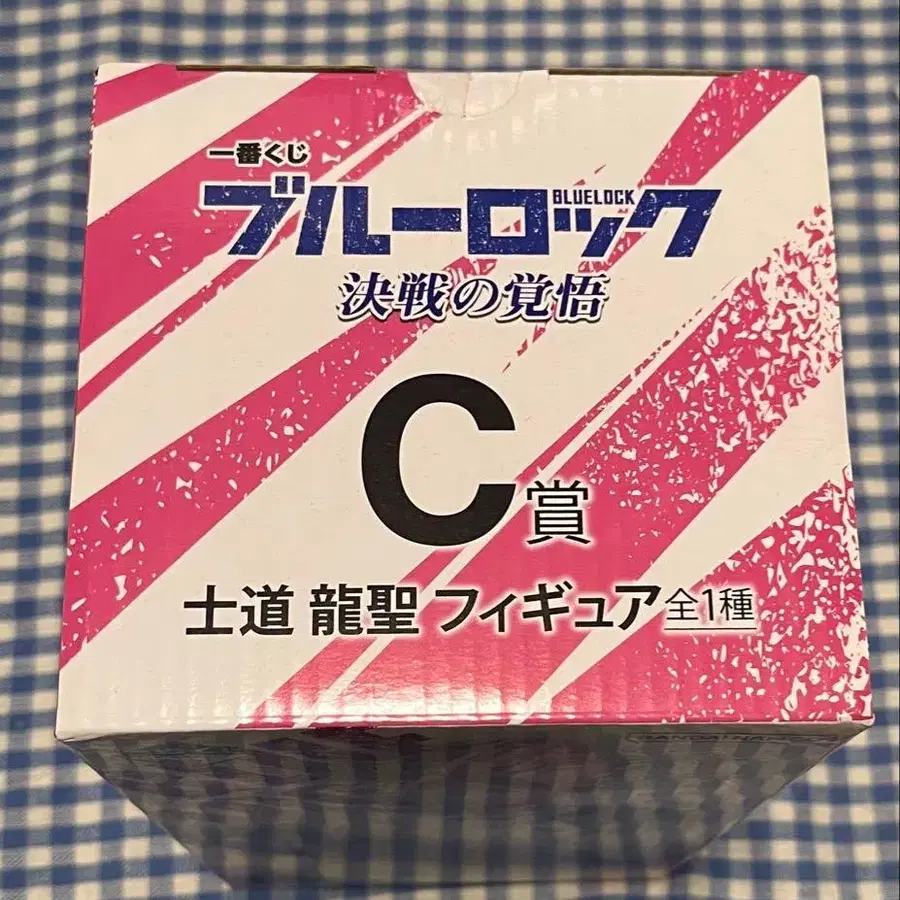 一番くじ
ブルーロック
BLUELOCK
決戦の覚悟
C賞
士道 龍聖 フィギュア 全1種